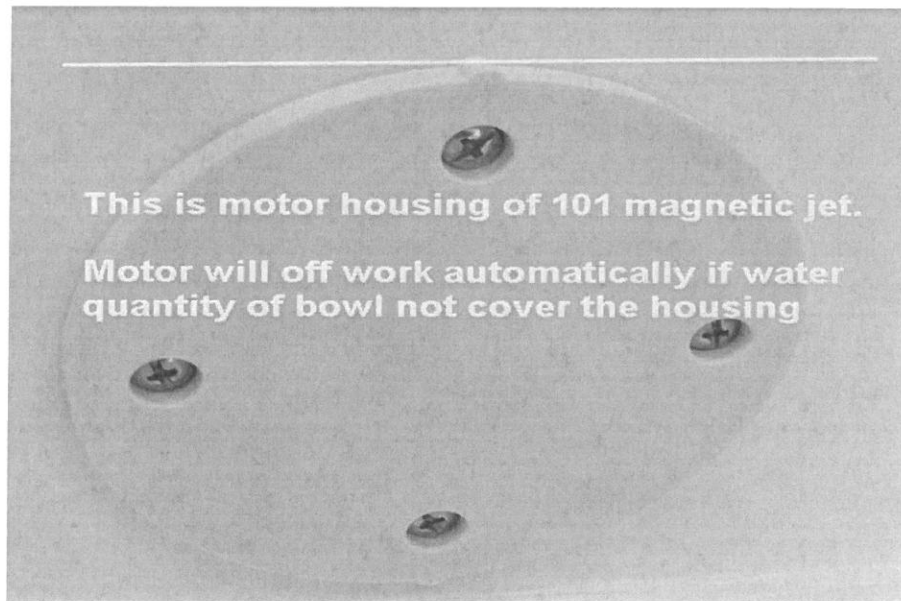 This is motor housing of 101 magnetic jet.
Motor will off work automatically if water
quantity of bowl not cover the housing